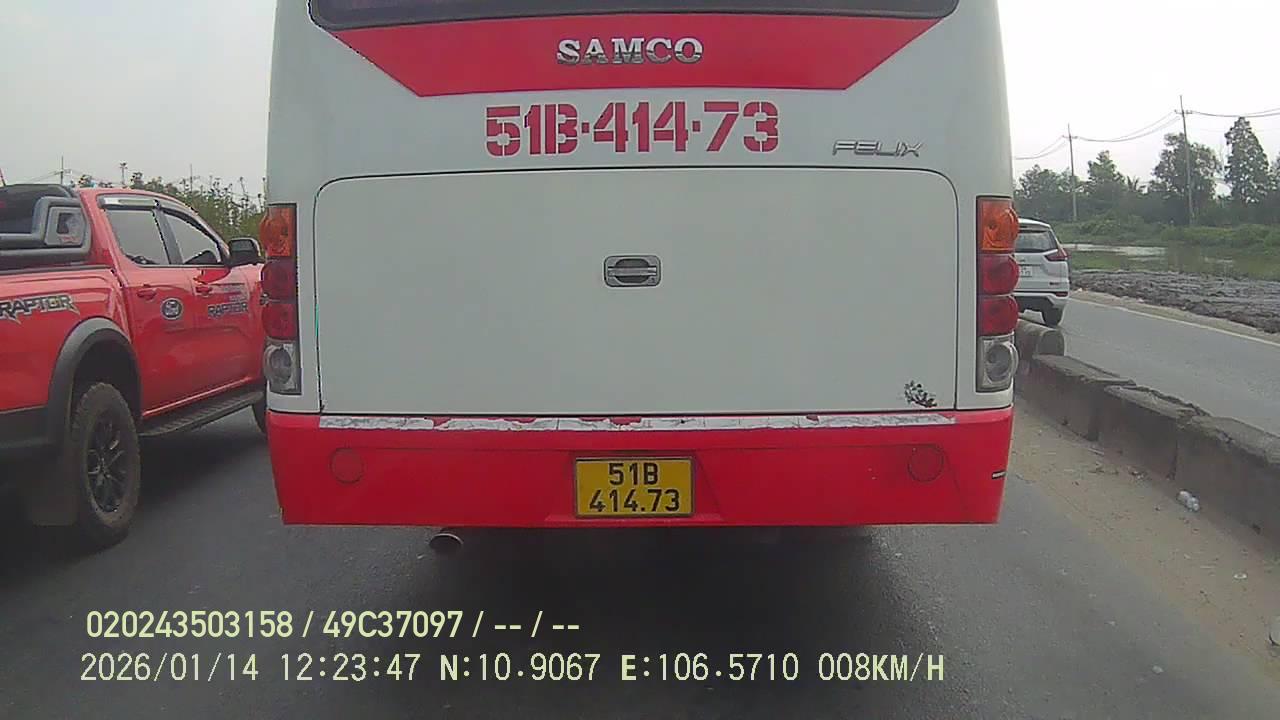 SAMCO
51B·414·73
FELIX
RAPTOR
RAPTOR
51B
414.73
020243503158 / 49C37097 / -- / --
2026/01/14 12:23:47 N:10.9067 E:106.5710 008KM/H